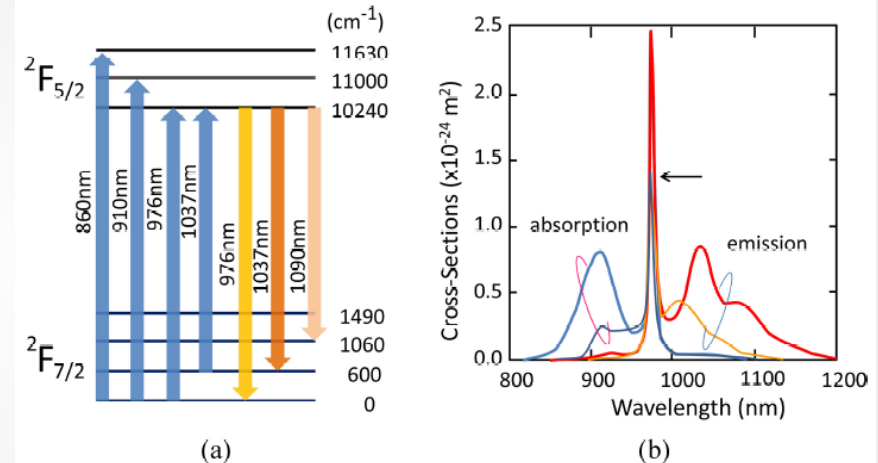 (cm⁻¹)
11630
²F₅/₂
11000
10240
860nm
910nm
976nm
1037nm
976nm
1037nm
1090nm
1490
²F₇/₂
1060
600
0
(a)
2.5
2.0
1.5
1.0
0.5
0.0
Cross-Sections (x10⁻²⁴ m²)
absorption
emission
800
900
1000
1100
1200
Wavelength (nm)
(b)